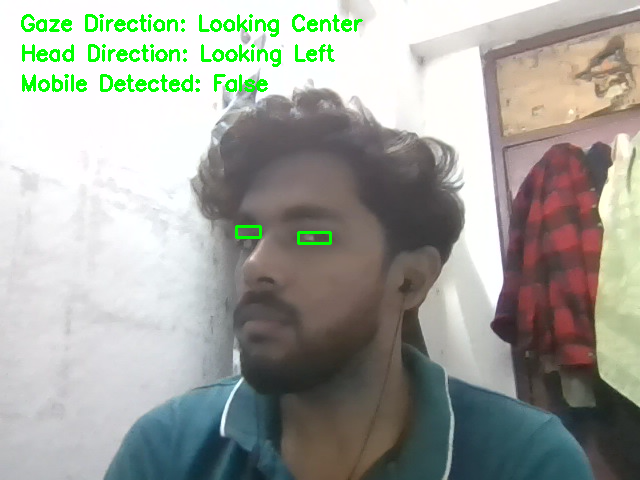 Gaze Direction: Looking Center
Head Direction: Looking Left
Mobile Detected: False